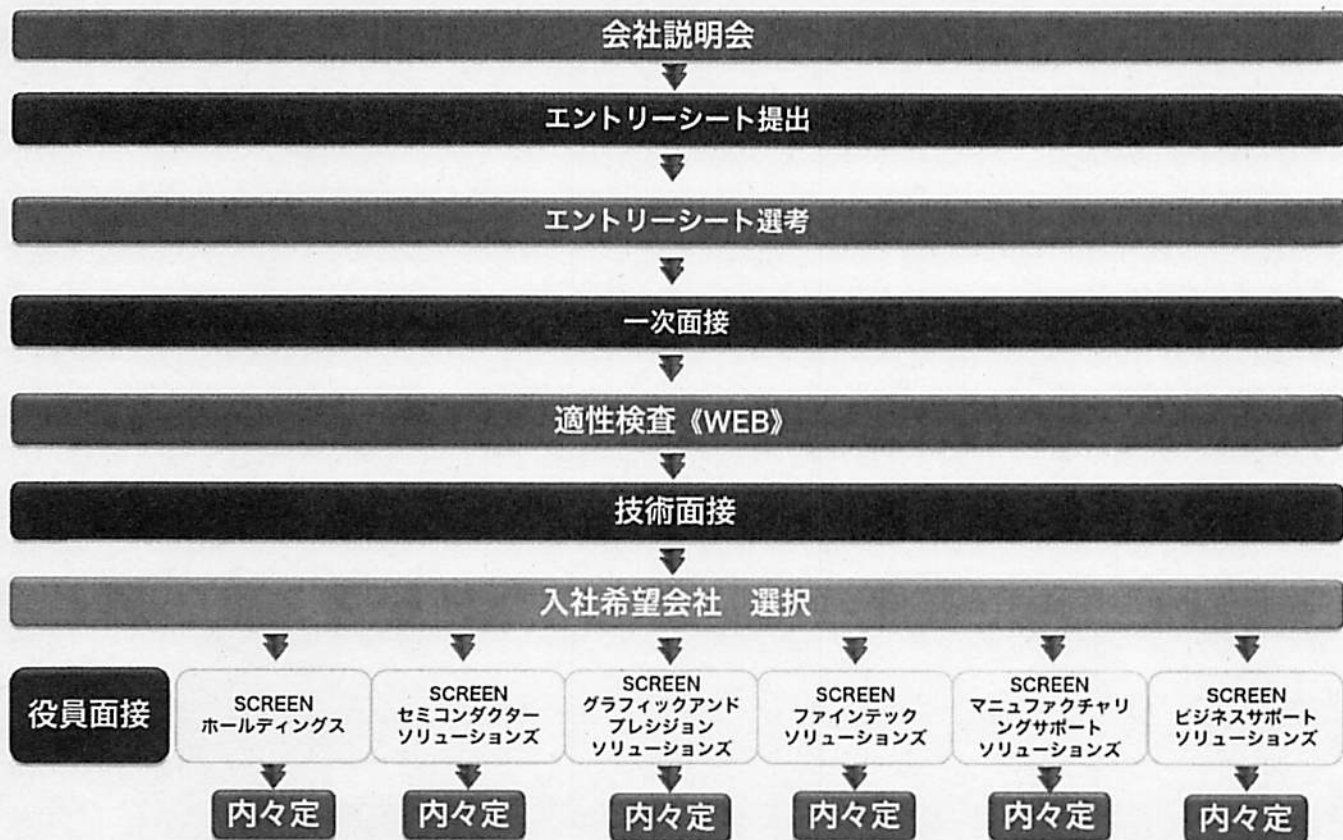 会社説明会
エントリーシート提出
エントリーシート選考
一次面接
適性検査《WEB》
技術面接
入社希望会社　選択
役員面接
SCREEN
ホールディングス
SCREEN
セミコンダクター
ソリューションズ
SCREEN
グラフィックアンド
プレシジョン
ソリューションズ
SCREEN
ファインテック
ソリューションズ
SCREEN
マニュファクチャリ
ングサポート
ソリューションズ
SCREEN
ビジネスサポート
ソリューションズ
内々定
内々定
内々定
内々定
内々定
内々定